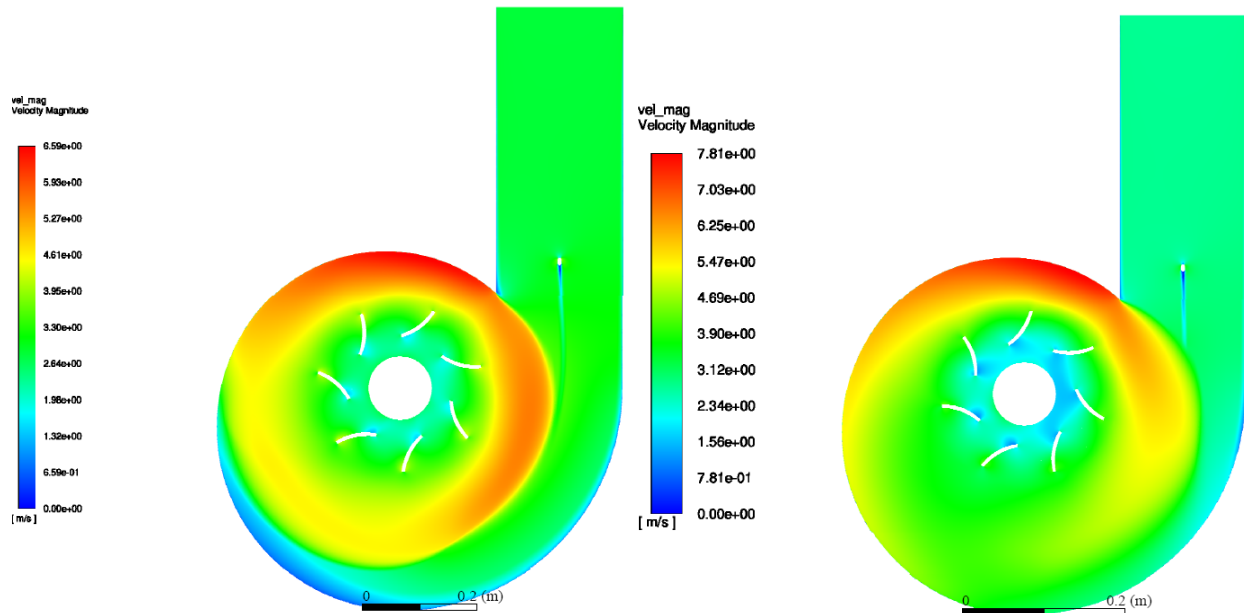 vel_mag
Velocity Magnitude
6.59e+00
5.93e+00
5.27e+00
4.61e+00
3.95e+00
3.30e+00
2.64e+00
1.98e+00
1.32e+00
6.59e-01
0.00e+00
[ m/s ]
0 0.2 (m)
vel_mag
Velocity Magnitude
7.81e+00
7.03e+00
6.25e+00
5.47e+00
4.69e+00
3.90e+00
3.12e+00
2.34e+00
1.56e+00
7.81e-01
0.00e+00
[ m/s ]
0 0.2 (m)